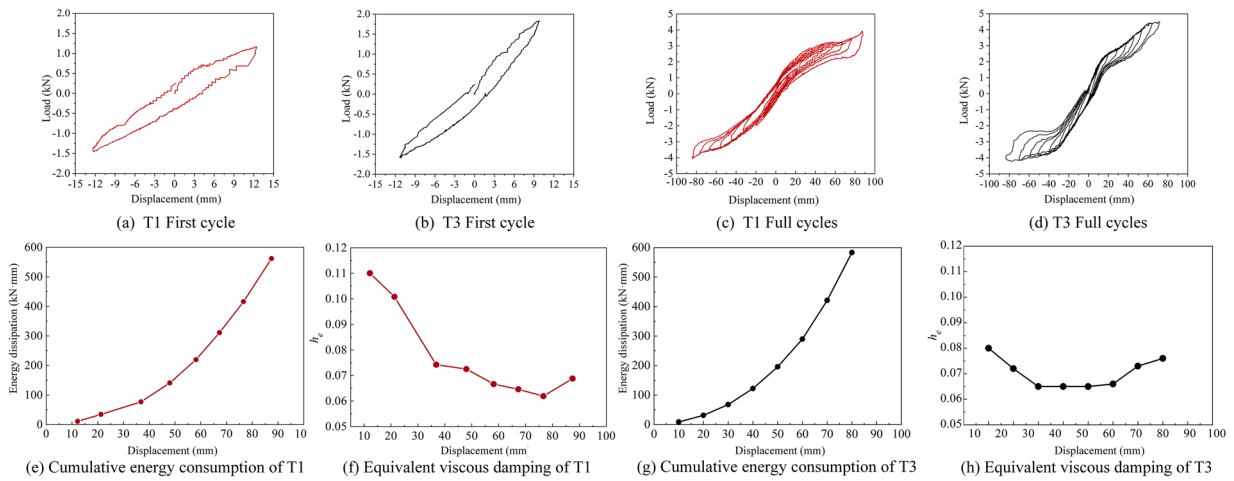 2.0
1.5
1.0
0.5
0.0
-0.5
-1.0
-1.5
2.0
Load (kN)
-15 -12 -9 -6 -3 0 3 6 9 12 15
Displacement (mm)
(a) T1 First cycle
2.0
1.5
1.0
0.5
0.0
-0.5
-1.0
-1.5
2.0
Load (kN)
-15 -12 -9 -6 -3 0 3 6 9 12 15
Displacement (mm)
(b) T3 First cycle
5
4
3
2
1
0
-1
-2
-3
-4
-5
Load (kN)
-100 -80 -60 -40 -20 0 20 40 60 80 100
Displacement (mm)
(c) T1 Full cycles
5
4
3
2
1
0
-1
-2
-3
-4
-5
Load (kN)
-100 -80 -60 -40 -20 0 20 40 60 80 100
Displacement (mm)
(d) T3 Full cycles
600
500
400
300
200
100
0
Energy dissipation (kN·mm)
0 10 20 30 40 50 60 70 80 90 100
Displacement (mm)
(e) Cumulative energy consumption of T1
0.12
0.11
0.10
0.09
0.08
0.07
0.06
0.05
he
10 20 30 40 50 60 70 80 90 100
Displacement (mm)
(f) Equivalent viscous damping of T1
600
500
400
300
200
100
0
Energy dissipation (kN·mm)
0 10 20 30 40 50 60 70 80 90 100
Displacement (mm)
(g) Cumulative energy consumption of T3
0.12
0.11
0.10
0.09
0.08
0.07
0.06
0.05
he
10 20 30 40 50 60 70 80 90 100
Displacement (mm)
(h) Equivalent viscous damping of T3